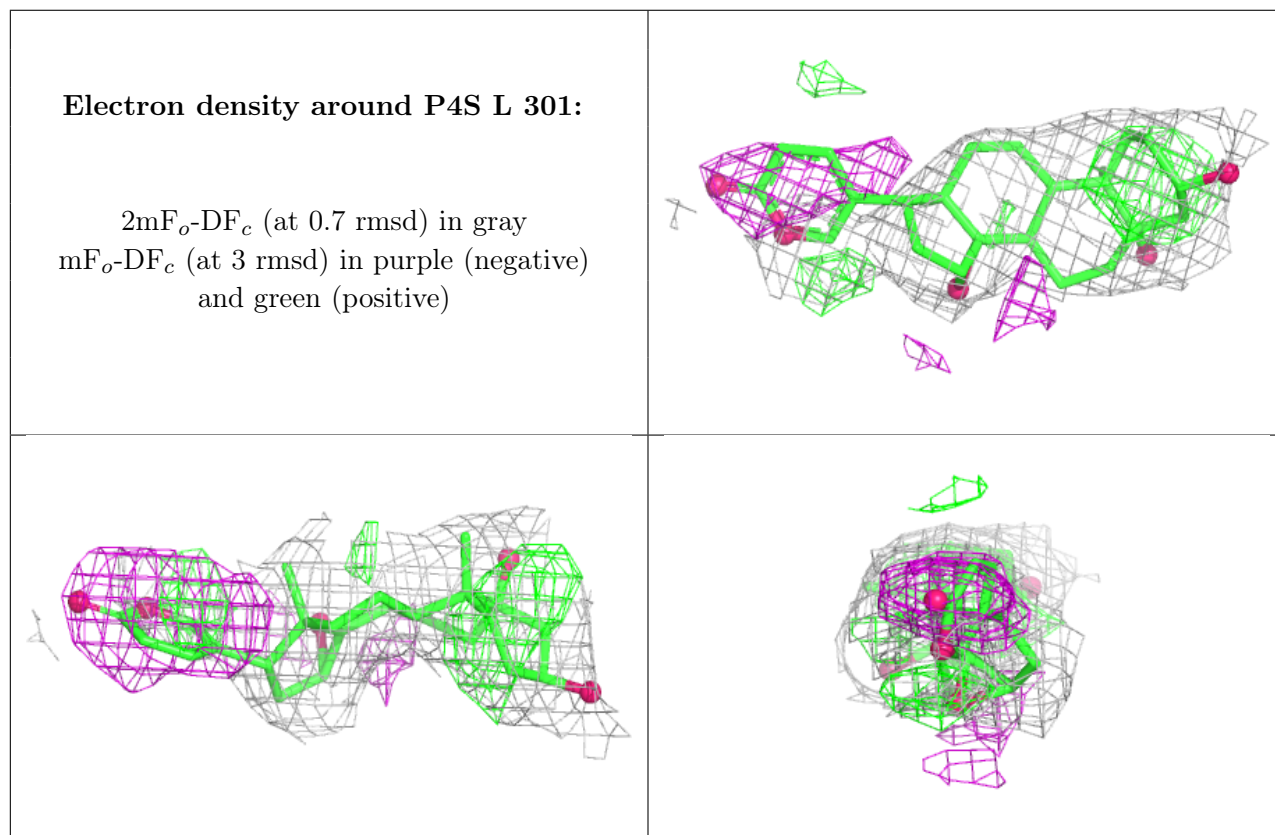 Electron density around P4S L 301:
2mFₒ-DF𝒸 (at 0.7 rmsd) in gray
mFₒ-DF𝒸 (at 3 rmsd) in purple (negative)
and green (positive)